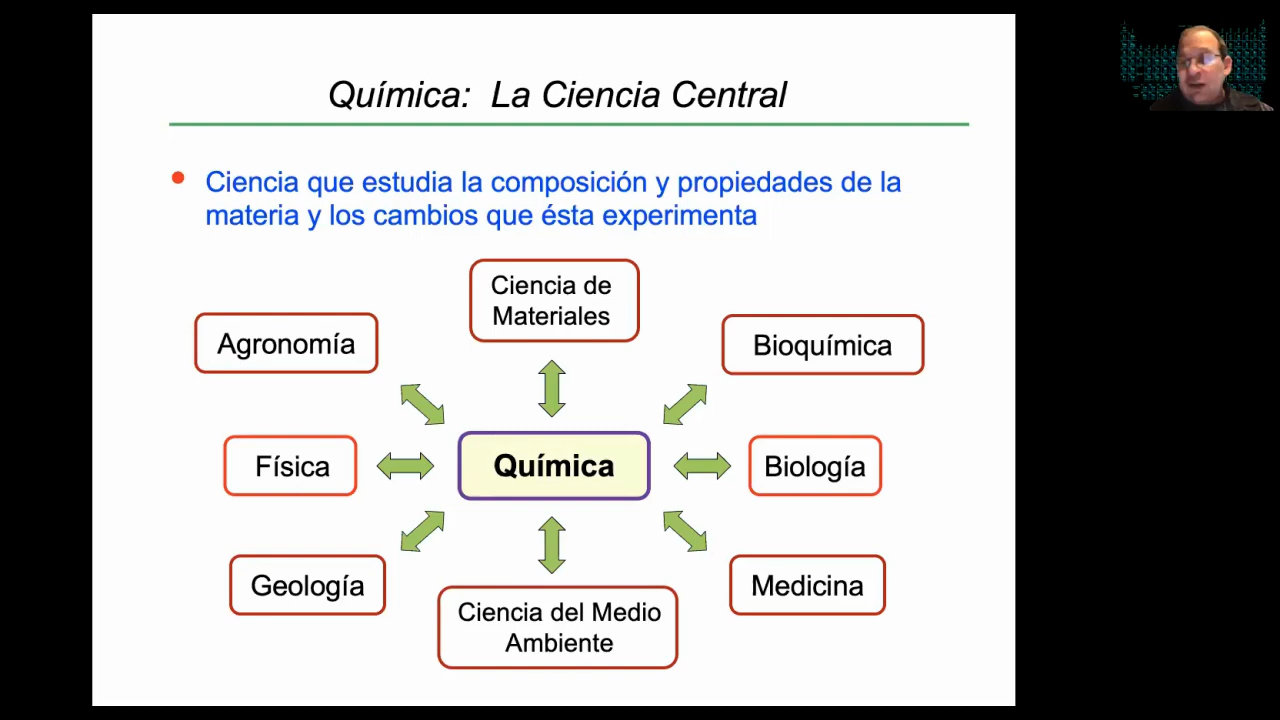 Química:  La Ciencia Central
• Ciencia que estudia la composición y propiedades de la
materia y los cambios que ésta experimenta
Ciencia de
Materiales
Agronomía
Bioquímica
Física
Química
Biología
Geología
Ciencia del Medio
Ambiente
Medicina